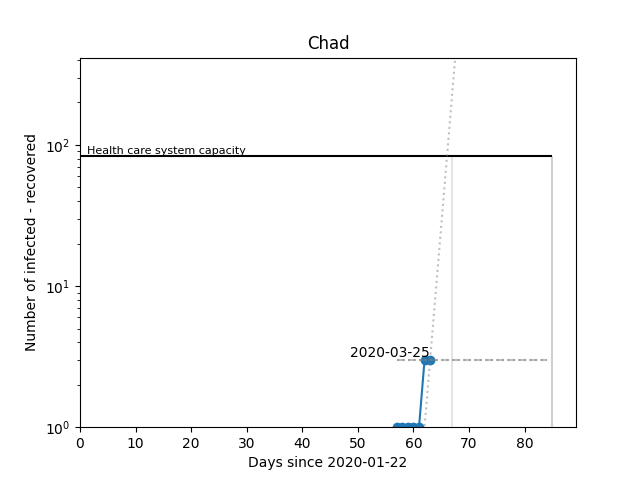 Chad
Number of infected - recovered
10²
Health care system capacity
10¹
2020-03-25
10⁰
0 10 20 30 40 50 60 70 80
Days since 2020-01-22